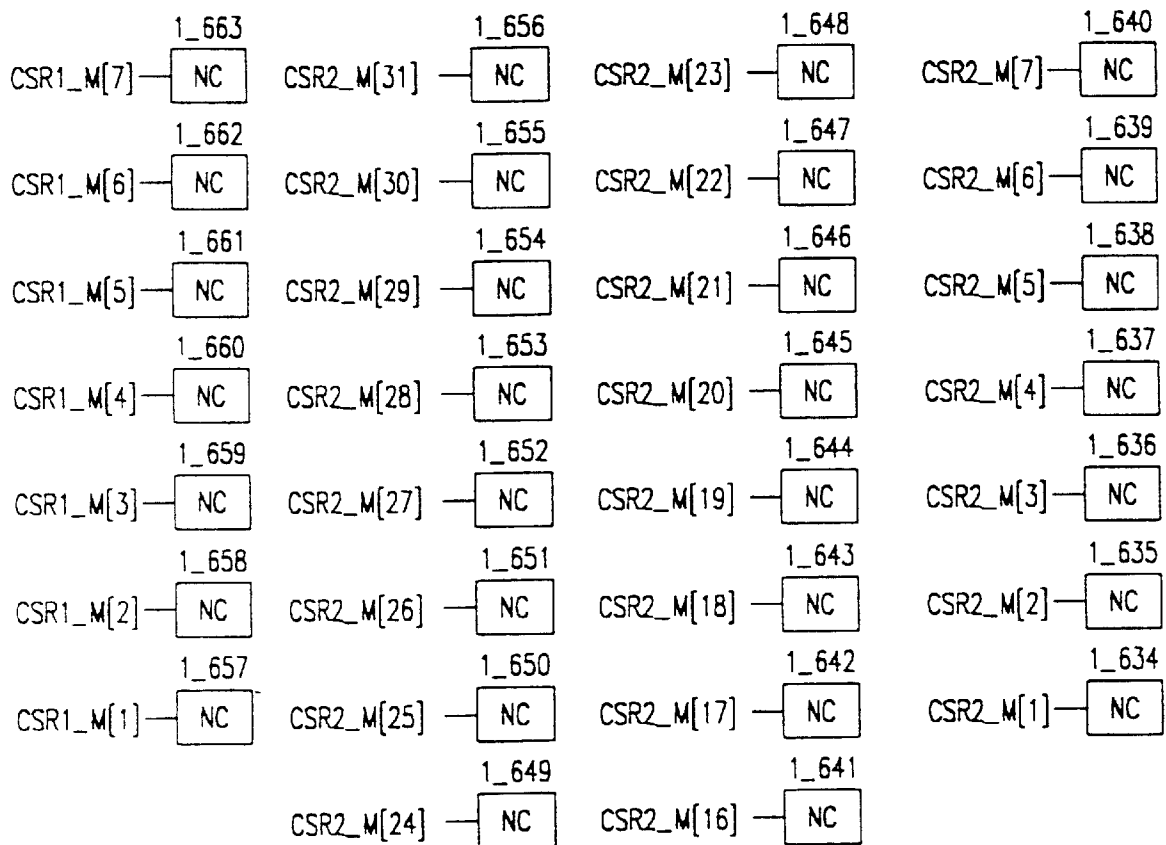 1_663 1_656 1_648 1_640
CSR1_M[7] NC CSR2_M[31] NC CSR2_M[23] NC CSR2_M[7] NC
1_662 1_655 1_647 1_639
CSR1_M[6] NC CSR2_M[30] NC CSR2_M[22] NC CSR2_M[6] NC
1_661 1_654 1_646 1_638
CSR1_M[5] NC CSR2_M[29] NC CSR2_M[21] NC CSR2_M[5] NC
1_660 1_653 1_645 1_637
CSR1_M[4] NC CSR2_M[28] NC CSR2_M[20] NC CSR2_M[4] NC
1_659 1_652 1_644 1_636
CSR1_M[3] NC CSR2_M[27] NC CSR2_M[19] NC CSR2_M[3] NC
1_658 1_651 1_643 1_635
CSR1_M[2] NC CSR2_M[26] NC CSR2_M[18] NC CSR2_M[2] NC
1_657 1_650 1_642 1_634
CSR1_M[1] NC CSR2_M[25] NC CSR2_M[17] NC CSR2_M[1] NC
1_649 1_641
CSR2_M[24] NC CSR2_M[16] NC